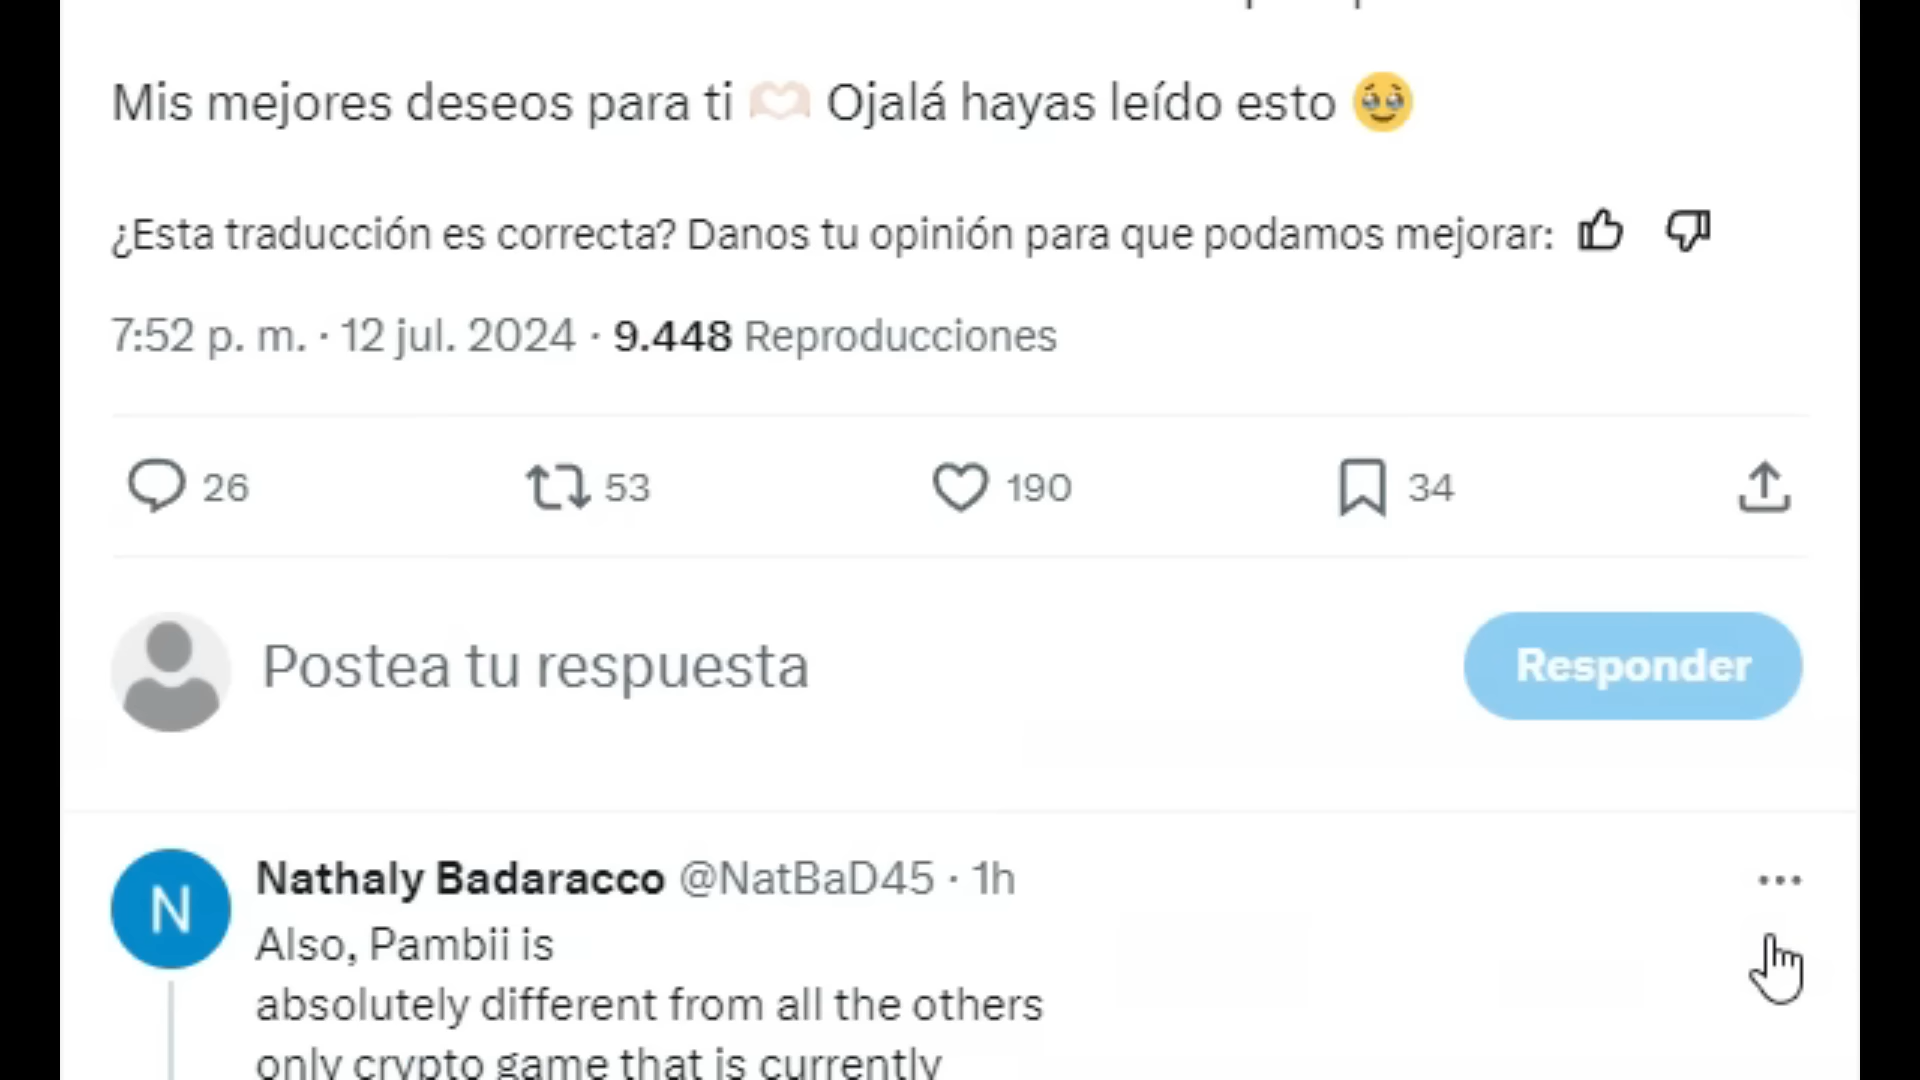 Mis mejores deseos para ti 🫶🏻 Ojalá hayas leído esto 🥹
¿Esta traducción es correcta? Danos tu opinión para que podamos mejorar:
7:52 p. m. · 12 jul. 2024 · 9.448 Reproducciones
26 53 190 34
Postea tu respuesta Responder
N Nathaly Badaracco @NatBaD45 · 1h
Also, Pambii is
absolutely different from all the others
only crypto game that is currently